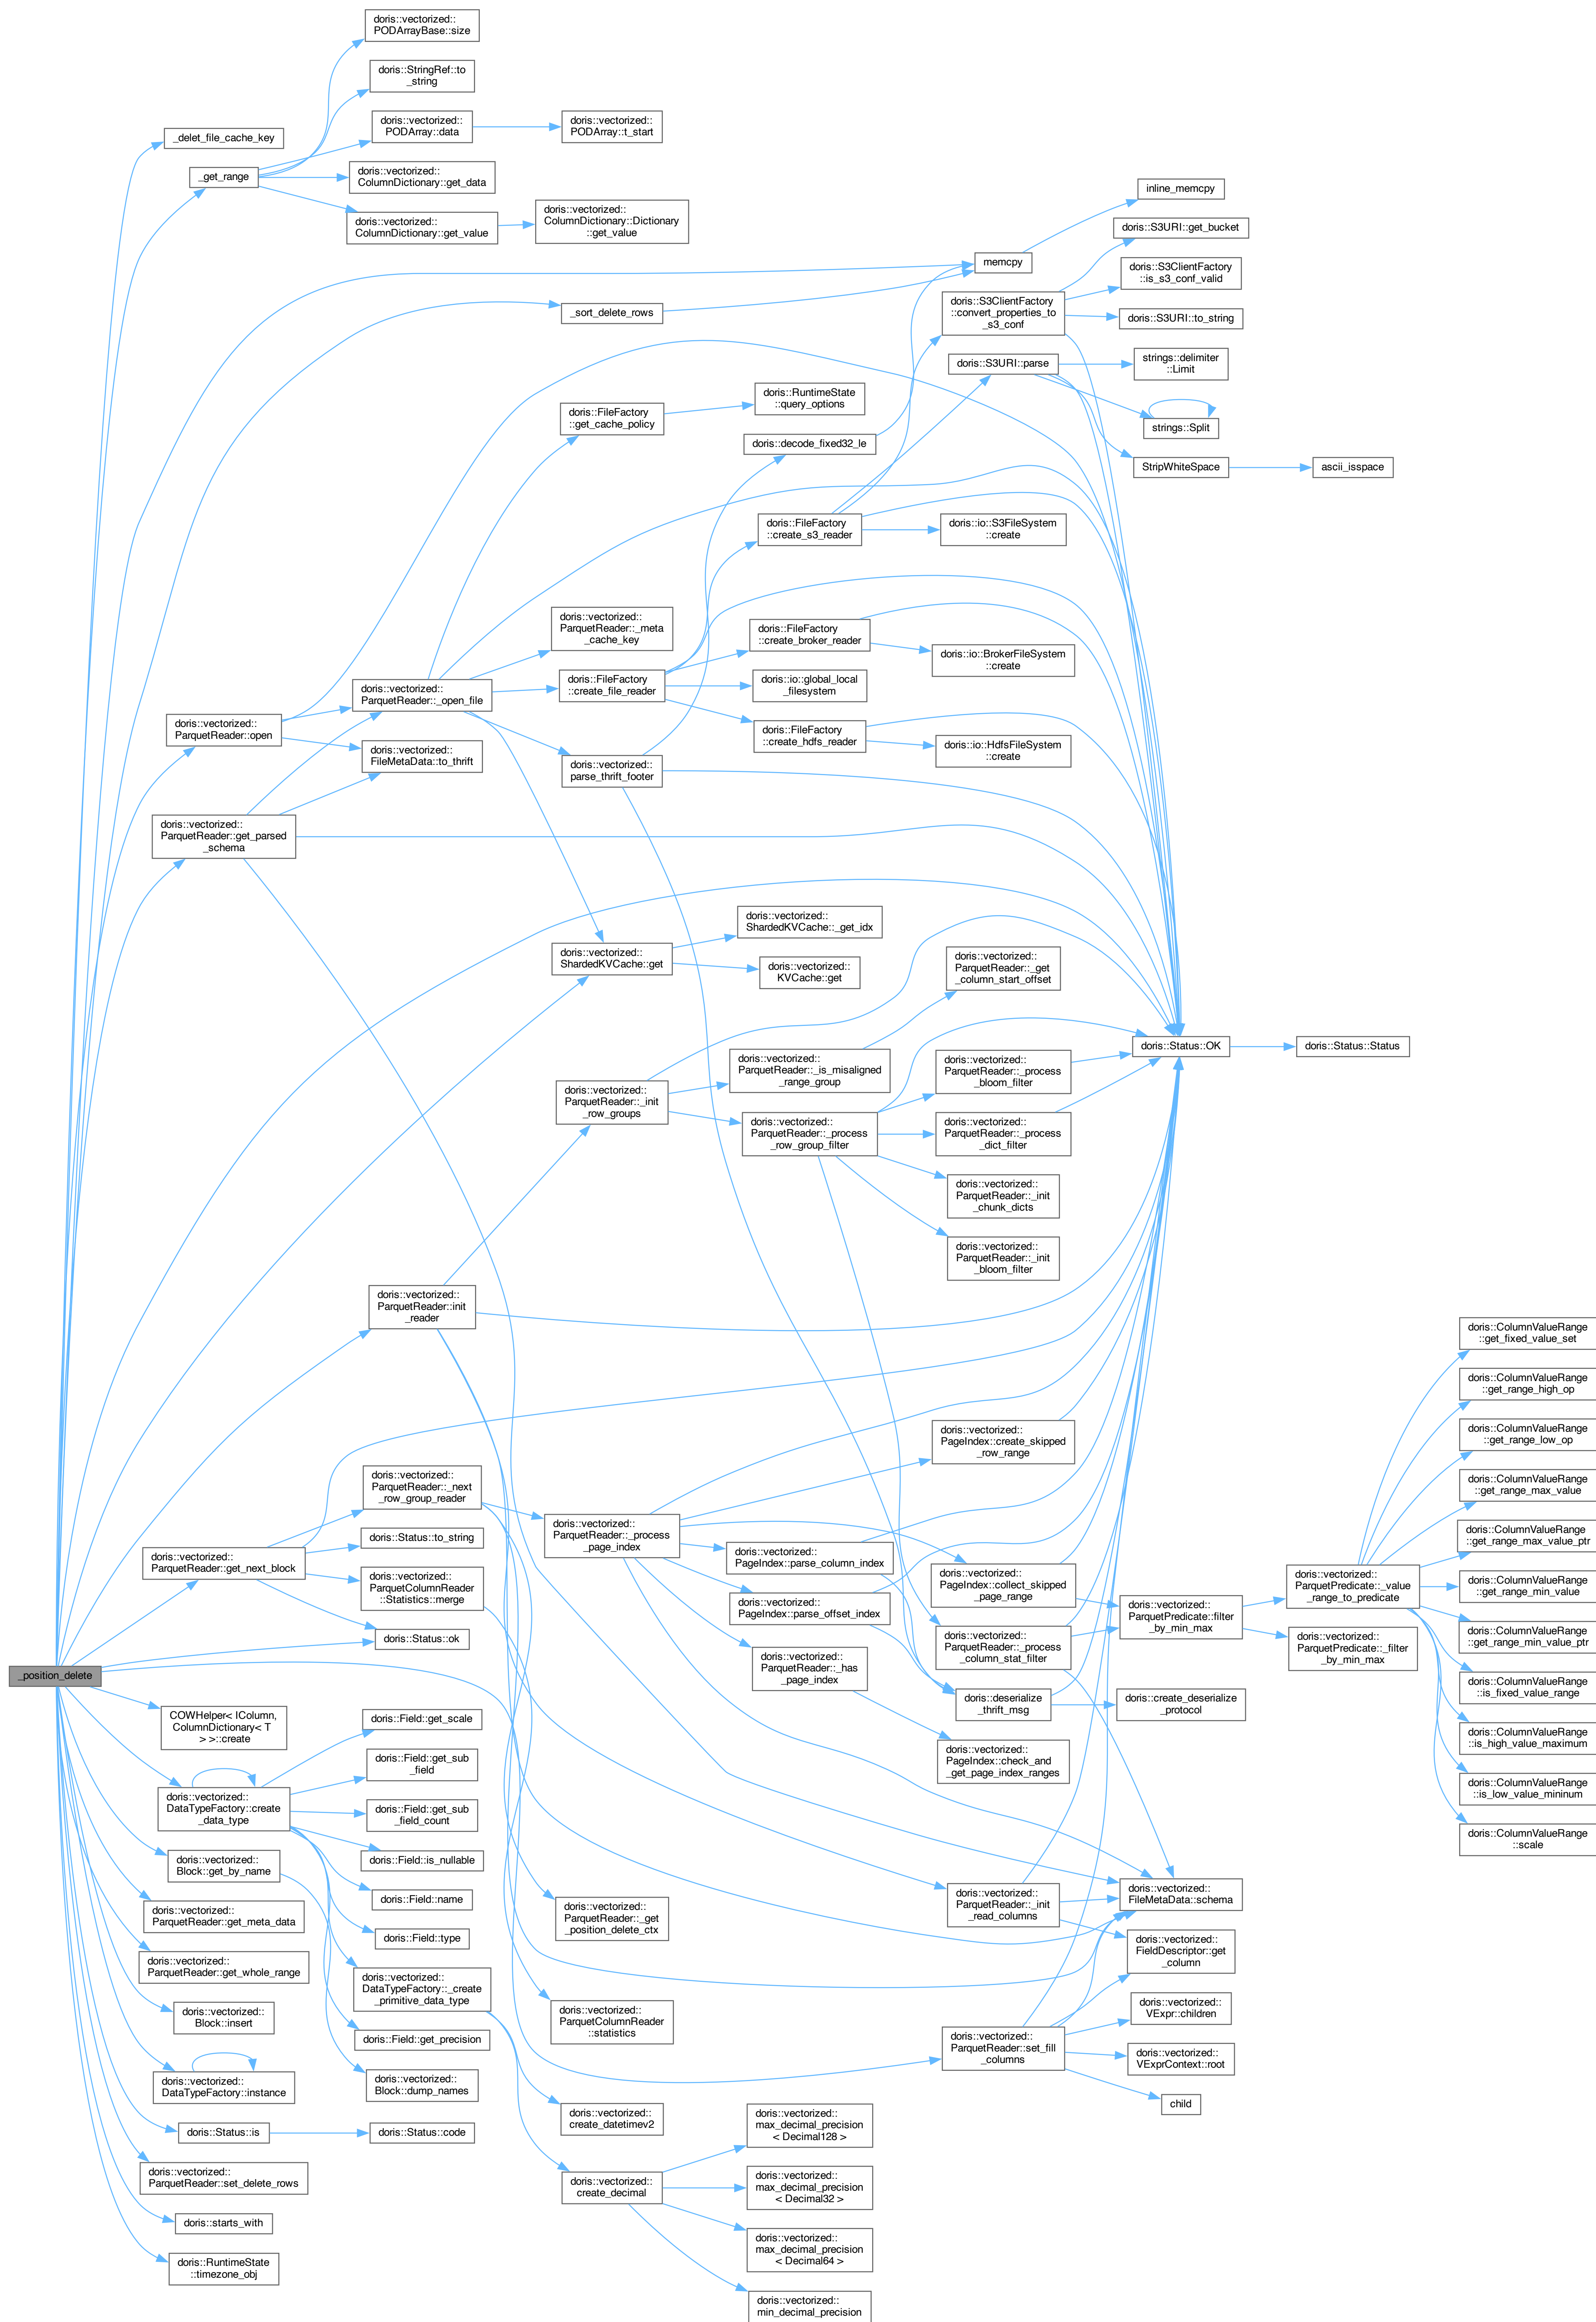 doris::vectorized::
PODArrayBase::size
doris::StringRef::to
_string
doris::vectorized::
PODArray::data
doris::vectorized::
PODArray::t_start
_delet_file_cache_key
_get_range
doris::vectorized::
ColumnDictionary::get_data
doris::vectorized::
ColumnDictionary::get_value
doris::vectorized::
ColumnDictionary::Dictionary
::get_value
inline_memcpy
doris::S3URI::get_bucket
memcpy
doris::S3ClientFactory
::is_s3_conf_valid
_sort_delete_rows
doris::S3ClientFactory
::convert_properties_to
_s3_conf
doris::S3URI::to_string
doris::S3URI::parse
strings::delimiter
::Limit
doris::RuntimeState
::query_options
doris::FileFactory
::get_cache_policy
strings::Split
doris::decode_fixed32_le
StripWhiteSpace
ascii_isspace
doris::FileFactory
::create_s3_reader
doris::io::S3FileSystem
::create
doris::vectorized::
ParquetReader::_meta
_cache_key
doris::FileFactory
::create_broker_reader
doris::io::BrokerFileSystem
::create
doris::vectorized::
ParquetReader::_open_file
doris::FileFactory
::create_file_reader
doris::io::global_local
_filesystem
doris::vectorized::
ParquetReader::open
doris::FileFactory
::create_hdfs_reader
doris::io::HdfsFileSystem
::create
doris::vectorized::
FileMetaData::to_thrift
doris::vectorized::
parse_thrift_footer
doris::vectorized::
ParquetReader::get_parsed
_schema
doris::vectorized::
ShardedKVCache::_get_idx
doris::vectorized::
ShardedKVCache::get
doris::vectorized::
KVCache::get
doris::vectorized::
ParquetReader::_get
_column_start_offset
doris::Status::OK
doris::Status::Status
doris::vectorized::
ParquetReader::_is_misaligned
_range_group
doris::vectorized::
ParquetReader::_process
_bloom_filter
doris::vectorized::
ParquetReader::_init
_row_groups
doris::vectorized::
ParquetReader::_process
_row_group_filter
doris::vectorized::
ParquetReader::_process
_dict_filter
doris::vectorized::
ParquetReader::_init
_chunk_dicts
doris::vectorized::
ParquetReader::_init
_bloom_filter
doris::vectorized::
ParquetReader::init
_reader
doris::ColumnValueRange
::get_fixed_value_set
doris::ColumnValueRange
::get_range_high_op
doris::ColumnValueRange
::get_range_low_op
doris::vectorized::
PageIndex::create_skipped
_row_range
doris::vectorized::
ParquetReader::_next
_row_group_reader
doris::ColumnValueRange
::get_range_max_value
doris::Status::to_string
doris::vectorized::
ParquetReader::_process
_page_index
doris::ColumnValueRange
::get_range_max_value_ptr
doris::vectorized::
ParquetReader::get_next_block
doris::vectorized::
PageIndex::parse_column_index
doris::vectorized::
ParquetColumnReader
::Statistics::merge
doris::vectorized::
PageIndex::collect_skipped
_page_range
doris::vectorized::
ParquetPredicate::_value
_range_to_predicate
doris::ColumnValueRange
::get_range_min_value
doris::vectorized::
PageIndex::parse_offset_index
doris::vectorized::
ParquetPredicate::filter
_by_min_max
doris::Status::ok
doris::ColumnValueRange
::get_range_min_value_ptr
doris::vectorized::
ParquetReader::_process
_column_stat_filter
doris::vectorized::
ParquetPredicate::_filter
_by_min_max
_position_delete
doris::vectorized::
ParquetReader::_has
_page_index
doris::ColumnValueRange
::is_fixed_value_range
doris::deserialize
_thrift_msg
doris::create_deserialize
_protocol
COWHelper< IColumn,
ColumnDictionary< T
> >::create
doris::Field::get_scale
doris::ColumnValueRange
::is_high_value_maximum
doris::Field::get_sub
_field
doris::vectorized::
PageIndex::check_and
_get_page_index_ranges
doris::ColumnValueRange
::is_low_value_mininum
doris::vectorized::
DataTypeFactory::create
_data_type
doris::Field::get_sub
_field_count
doris::ColumnValueRange
::scale
doris::Field::is_nullable
doris::vectorized::
Block::get_by_name
doris::Field::name
doris::vectorized::
ParquetReader::_init
_read_columns
doris::vectorized::
FileMetaData::schema
doris::vectorized::
ParquetReader::get_meta_data
doris::vectorized::
ParquetReader::_get
_position_delete_ctx
doris::Field::type
doris::vectorized::
FieldDescriptor::get
_column
doris::vectorized::
ParquetReader::get_whole_range
doris::vectorized::
DataTypeFactory::_create
_primitive_data_type
doris::vectorized::
Block::insert
doris::vectorized::
ParquetColumnReader
::statistics
doris::vectorized::
VExpr::children
doris::Field::get_precision
doris::vectorized::
ParquetReader::set_fill
_columns
doris::vectorized::
VExprContext::root
doris::vectorized::
DataTypeFactory::instance
doris::vectorized::
Block::dump_names
child
doris::vectorized::
create_datetimev2
doris::Status::is
doris::Status::code
doris::vectorized::
max_decimal_precision
< Decimal128 >
doris::vectorized::
ParquetReader::set_delete_rows
doris::vectorized::
create_decimal
doris::vectorized::
max_decimal_precision
< Decimal32 >
doris::starts_with
doris::vectorized::
max_decimal_precision
< Decimal64 >
doris::RuntimeState
::timezone_obj
doris::vectorized::
min_decimal_precision